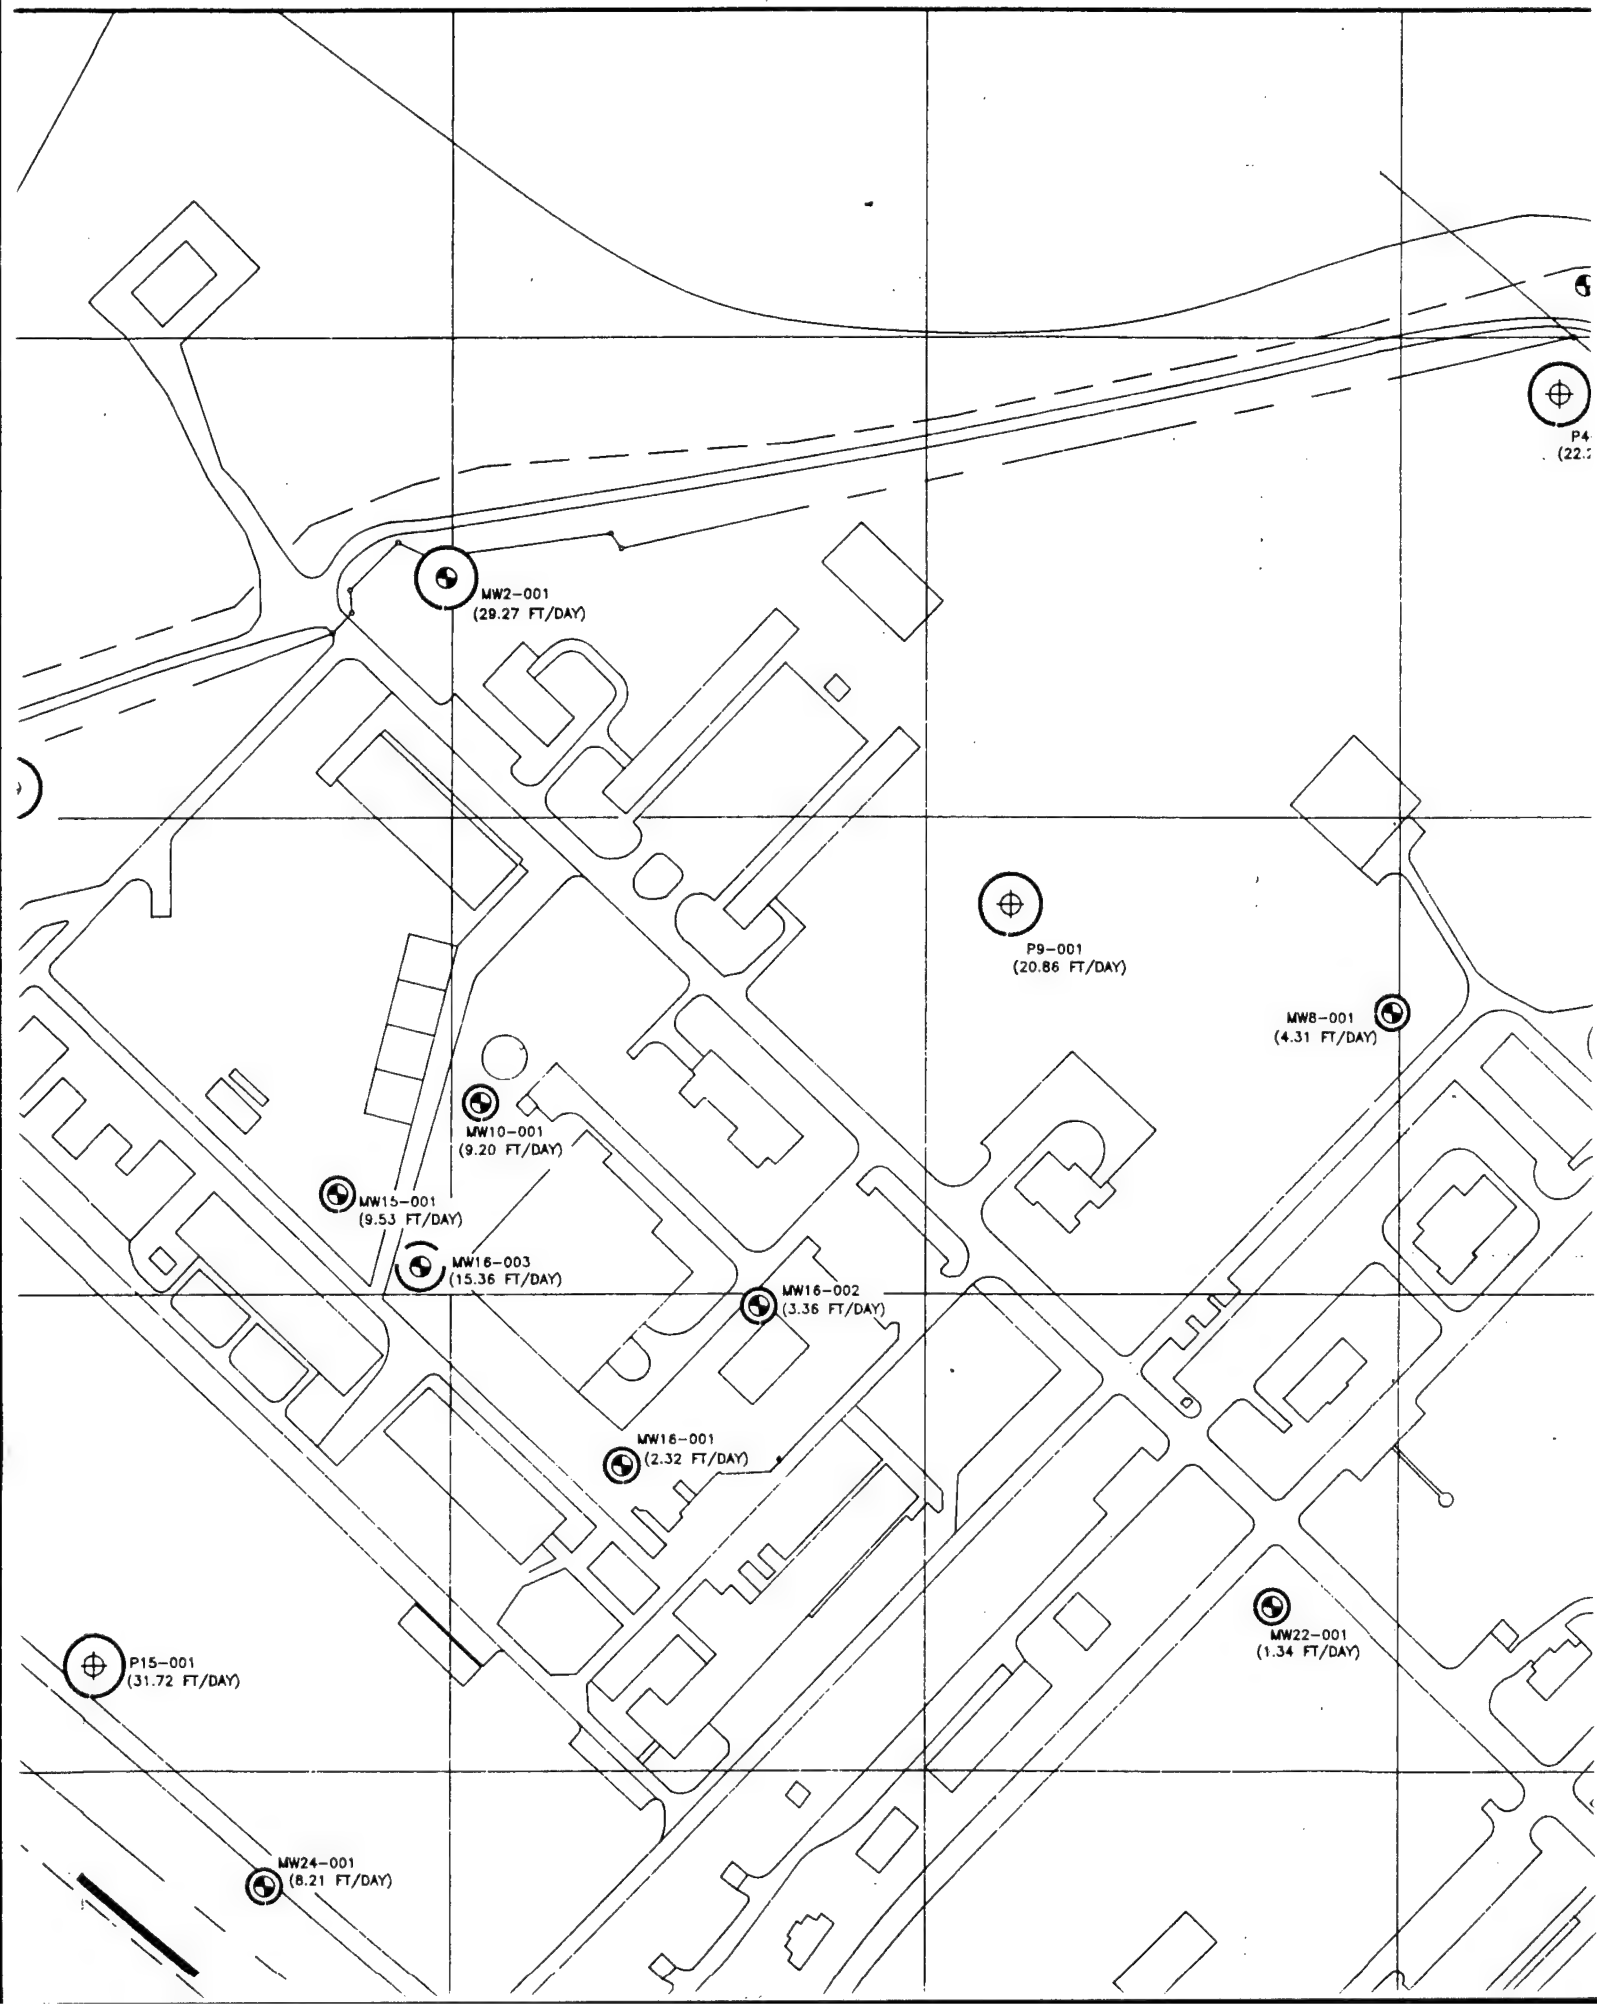 P4-
(22.2
MW2-001
(29.27 FT/DAY)
P9-001
(20.86 FT/DAY)
MW8-001
(4.31 FT/DAY)
MW10-001
(9.20 FT/DAY)
MW15-001
(9.53 FT/DAY)
MW16-003
(15.36 FT/DAY)
MW16-002
(3.36 FT/DAY)
MW16-001
(2.32 FT/DAY)
MW22-001
(1.34 FT/DAY)
P15-001
(31.72 FT/DAY)
MW24-001
(8.21 FT/DAY)